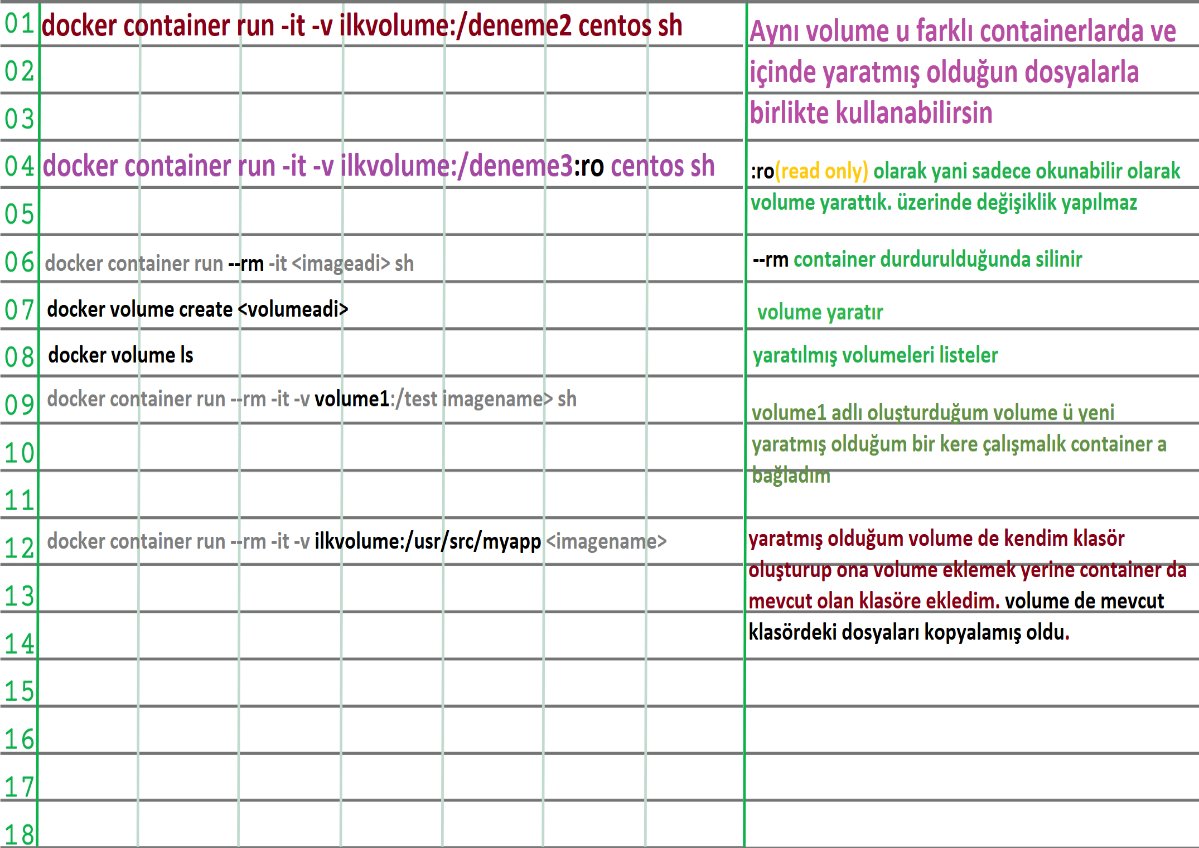 01 docker container run -it -v ilkvolume:/deneme2 centos sh
Aynı volume u farklı containerlarda ve
02
içinde yaratmış olduğun dosyalarla
03
birlikte kullanabilirsin
04 docker container run -it -v ilkvolume:/deneme3:ro centos sh
:ro(read only) olarak yani sadece okunabilir olarak
05
volume yarattık. üzerinde değişiklik yapılmaz
06 docker container run --rm -it <imageadi> sh
--rm container durdurulduğunda silinir
07 docker volume create <volumeadi>
volume yaratır
08 docker volume ls
yaratılmış volumeleri listeler
09 docker container run --rm -it -v volume1:/test imagename> sh
volume1 adlı oluşturduğum volume ü yeni
10
yaratmış olduğum bir kere çalışmalık container a
bağladım
11
12 docker container run --rm -it -v ilkvolume:/usr/src/myapp <imagename>
yaratmış olduğum volume de kendim klasör
oluşturup ona volume eklemek yerine container da
13
mevcut olan klasöre ekledim. volume de mevcut
14
klasördeki dosyaları kopyalamış oldu.
15
16
17
18